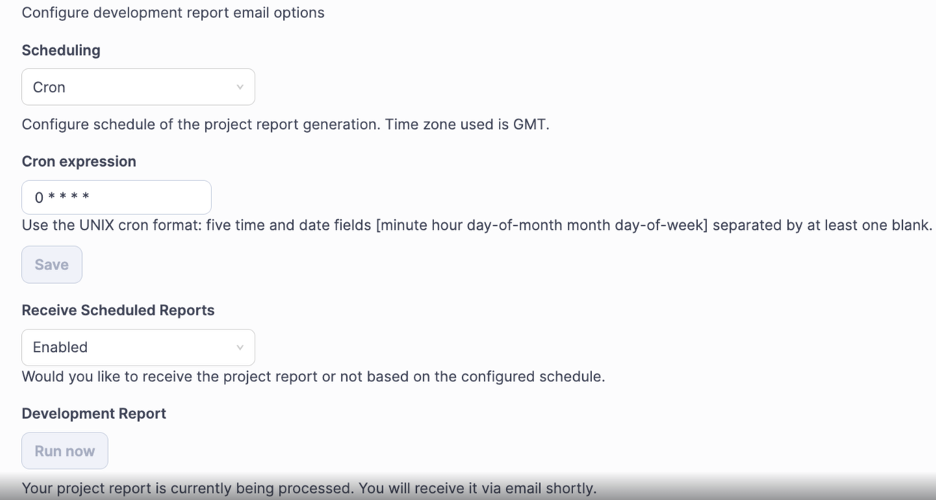 Configure development report email options
Scheduling
Cron
Configure schedule of the project report generation. Time zone used is GMT.
Cron expression
0 * * * *
Use the UNIX cron format: five time and date fields [minute hour day-of-month month day-of-week] separated by at least one blank.
Save
Receive Scheduled Reports
Enabled
Would you like to receive the project report or not based on the configured schedule.
Development Report
Run now
Your project report is currently being processed. You will receive it via email shortly.